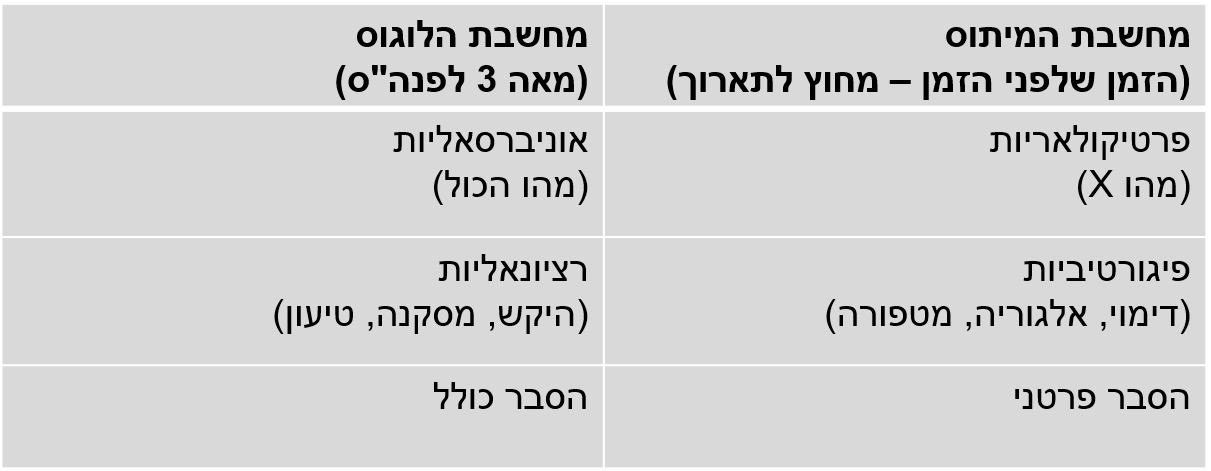 מחשבת המיתוס
(הזמן שלפני הזמן – מחוץ לתארוך)
מחשבת הלוגוס
(מאה 3 לפנה"ס)
פרטיקולאריות
(מהו X)
אוניברסאליות
(מהו הכול)
פיגורטיביות
(דימוי, אלגוריה, מטפורה)
רציונאליות
(היקש, מסקנה, טיעון)
הסבר פרטני
הסבר כולל